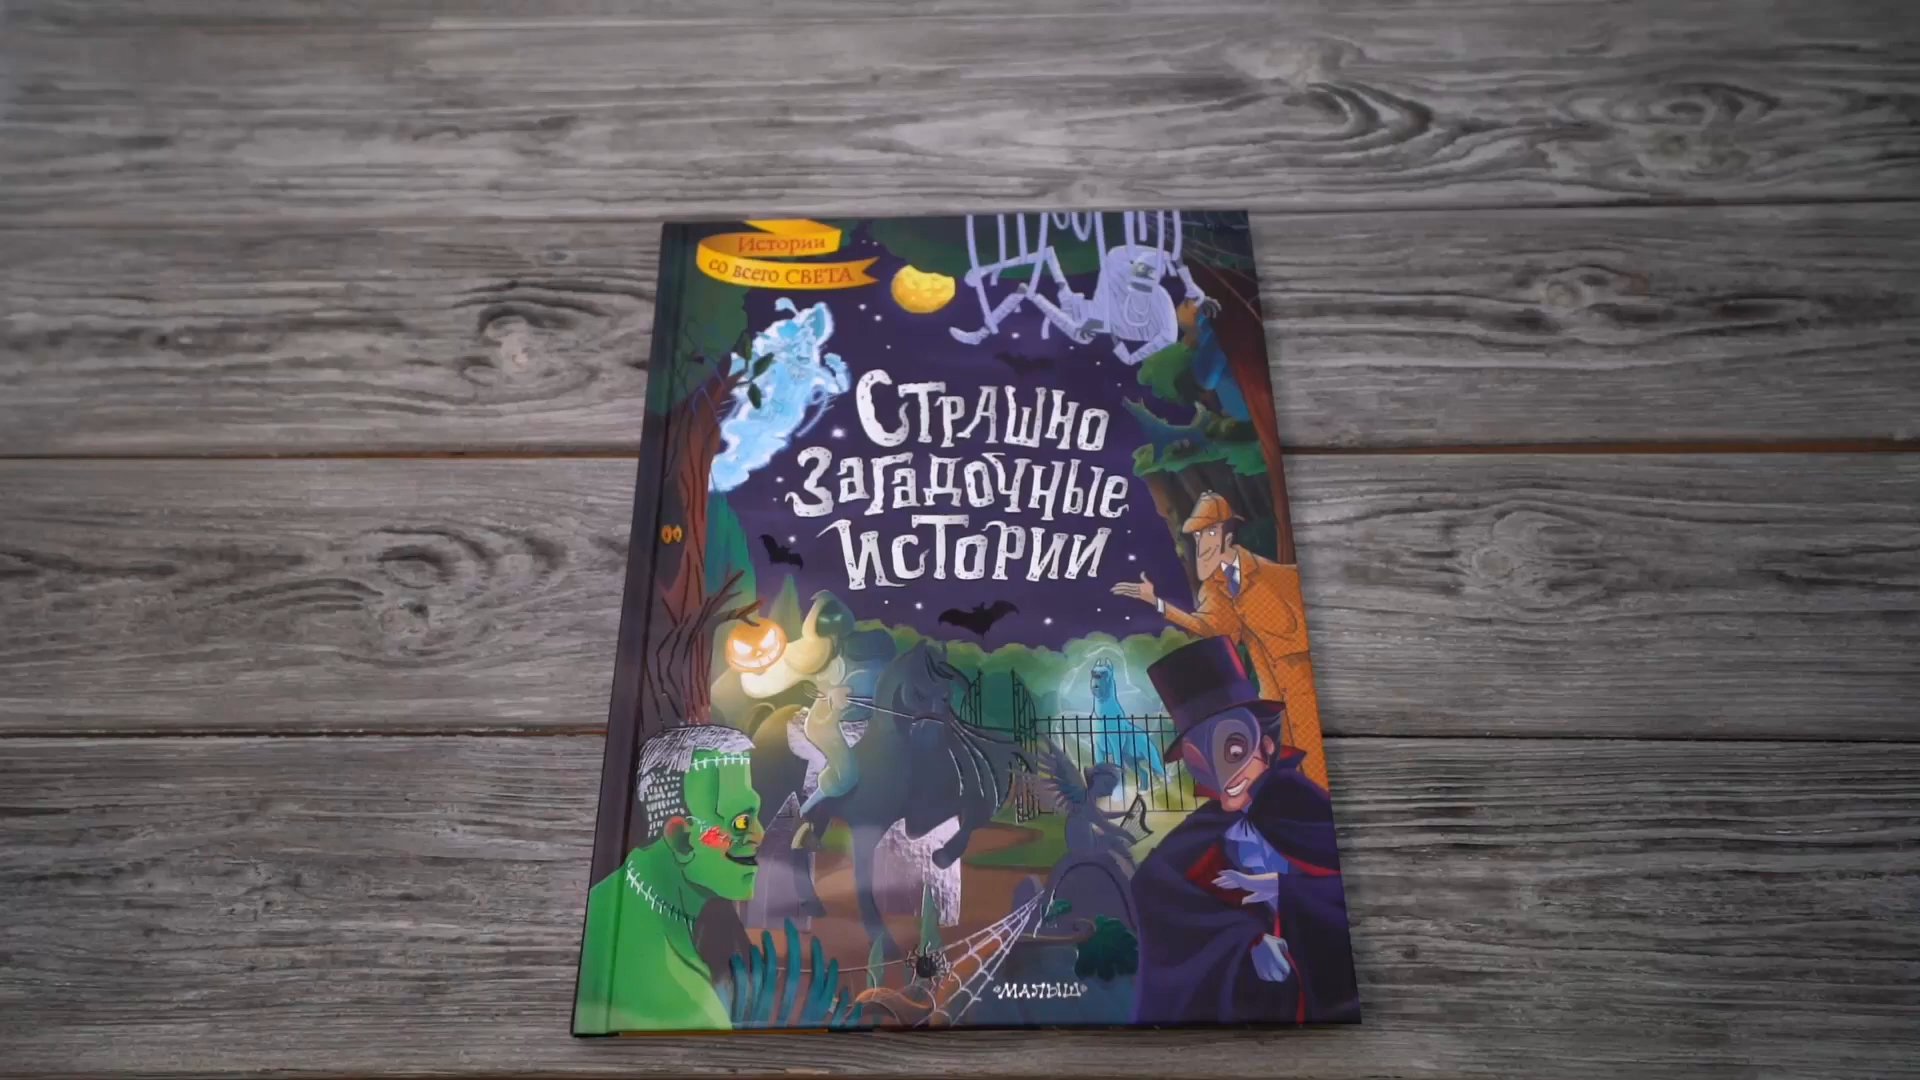 Истории
со всего СВЕТА
Страшно
Загадочные
Истории
«МАЛЫШ»